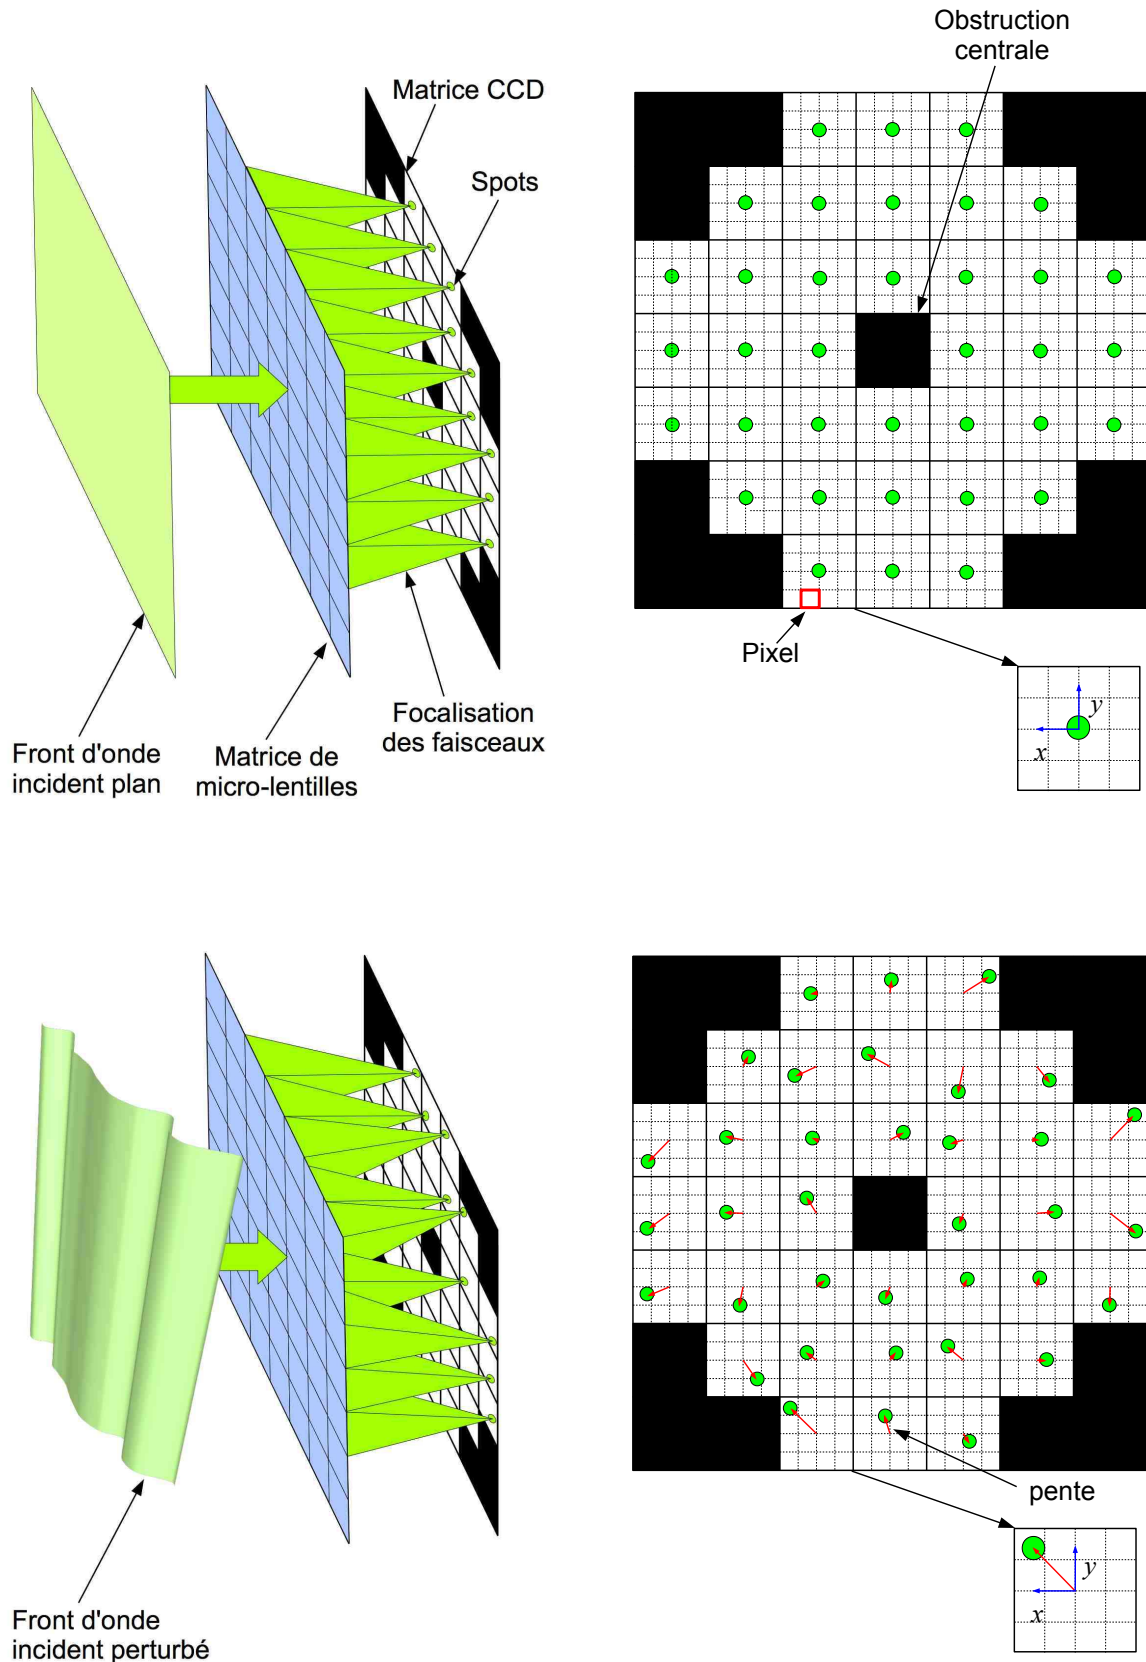 Obstruction
centrale
Matrice CCD
Spots
Pixel
y
x
Focalisation
des faisceaux
Front d'onde
incident plan
Matrice de
micro-lentilles
pente
y
x
Front d'onde
incident perturbé